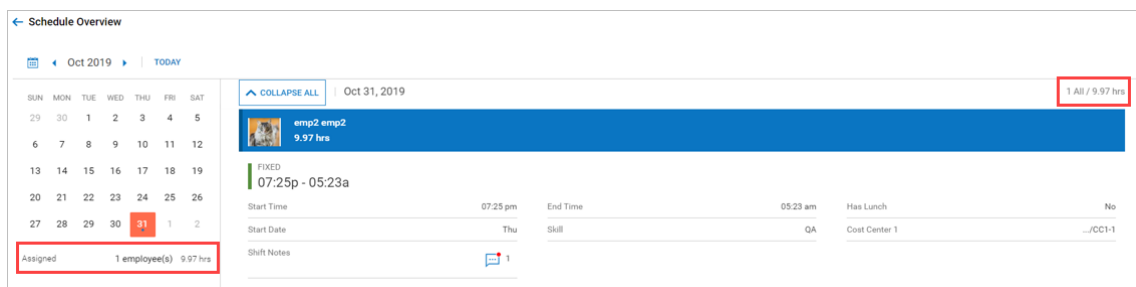 Schedule Overview
Oct 2019 TODAY
SUN MON TUE WED THU FRI SAT
29 30 1 2 3 4 5
6 7 8 9 10 11 12
13 14 15 16 17 18 19
20 21 22 23 24 25 26
27 28 29 30 31 1 2
Assigned 1 employee(s) 9.97 hrs
COLLAPSE ALL Oct 31, 2019 1 All / 9.97 hrs
emp2 emp2
9.97 hrs
FIXED
07:25p - 05:23a
Start Time 07:25 pm End Time 05:23 am Has Lunch No
Start Date Thu Skill QA Cost Center 1 .../CC1-1
Shift Notes 1